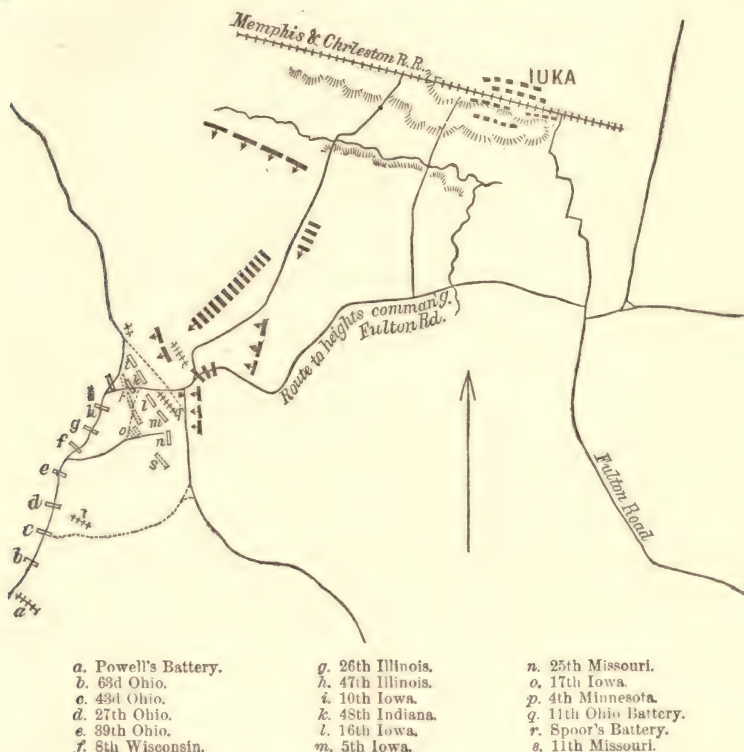 Memphis & Chrleston R.R.
IUKA
Route to heights command'g.
Fulton Rd.
Fulton Road
k
g
f
e
d
c
b
a
l
m
n
o
s
r
a. Powell's Battery.
b. 63d Ohio.
c. 43d Ohio.
d. 27th Ohio.
e. 39th Ohio.
f. 8th Wisconsin.
g. 26th Illinois.
h. 47th Illinois.
i. 10th Iowa.
k. 48th Indiana.
l. 16th Iowa.
m. 5th Iowa.
n. 25th Missouri.
o. 17th Iowa.
p. 4th Minnesota.
q. 11th Ohio Battery.
r. Spoor's Battery.
s. 11th Missouri.